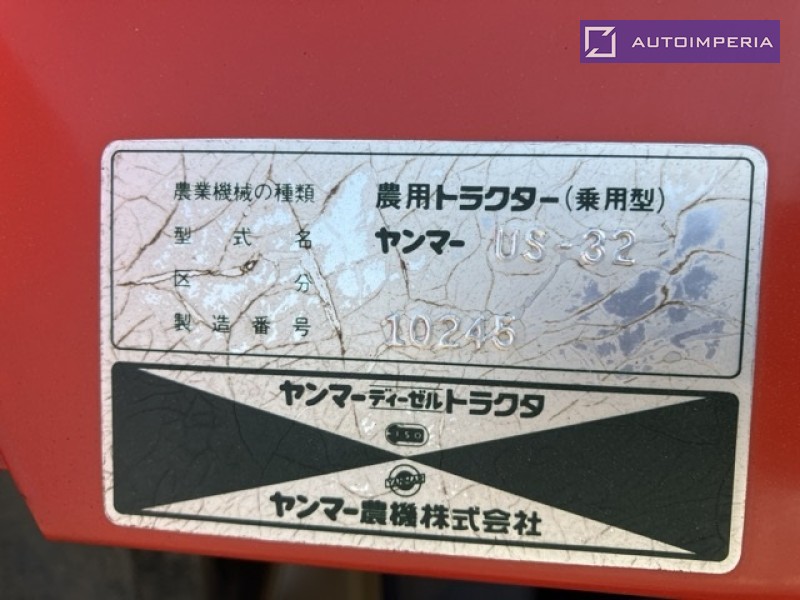 AUTOIMPERIA
農業機械の種類 農用トラクター(乗用型)
型式名 ヤンマー US-32
区分
製造番号 10245
ヤンマーディーゼルトラクタ
ISO
YANMAR
ヤンマー農機株式会社